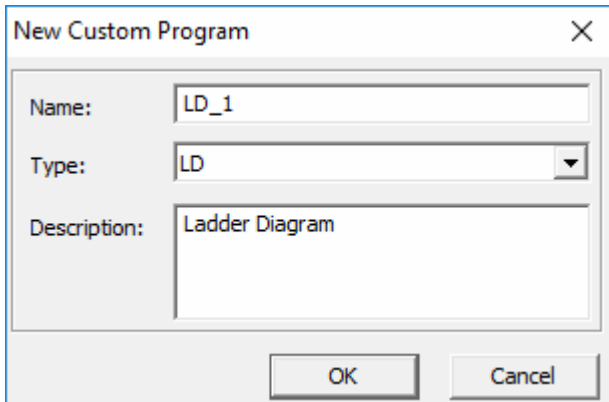 New Custom Program
Name: LD_1
Type: LD
Description: Ladder Diagram
OK Cancel